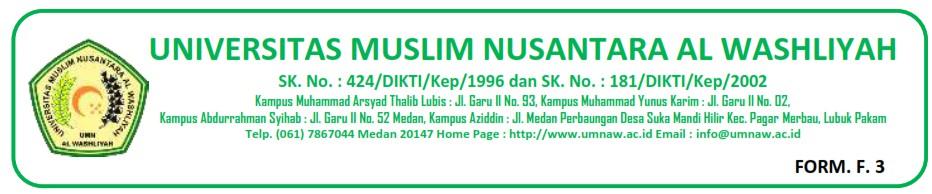 UNIVERSITAS MUSLIM NUSANTARA AL WASHLIYAH
SK. No. : 424/DIKTI/Kep/1996 dan SK. No. : 181/DIKTI/Kep/2002
Kampus Muhammad Arsyad Thalib Lubis : Jl. Garu II No. 93, Kampus Muhammad Yunus Karim : Jl. Garu II No. 02,
Kampus Abdurrahman Syihab : Jl. Garu II No. 52 Medan, Kampus Aziddin : Jl. Medan Perbaungan Desa Suka Mandi Hilir Kec. Pagar Merbau, Lubuk Pakam
Telp. (061) 7867044 Medan 20147 Home Page : http://www.umnaw.ac.id Email : info@umnaw.ac.id
UNIVERSITAS MUSLIM NUSANTARA AL WASHLIYAH
UMN
AL WASHLIYAH
FORM. F. 3